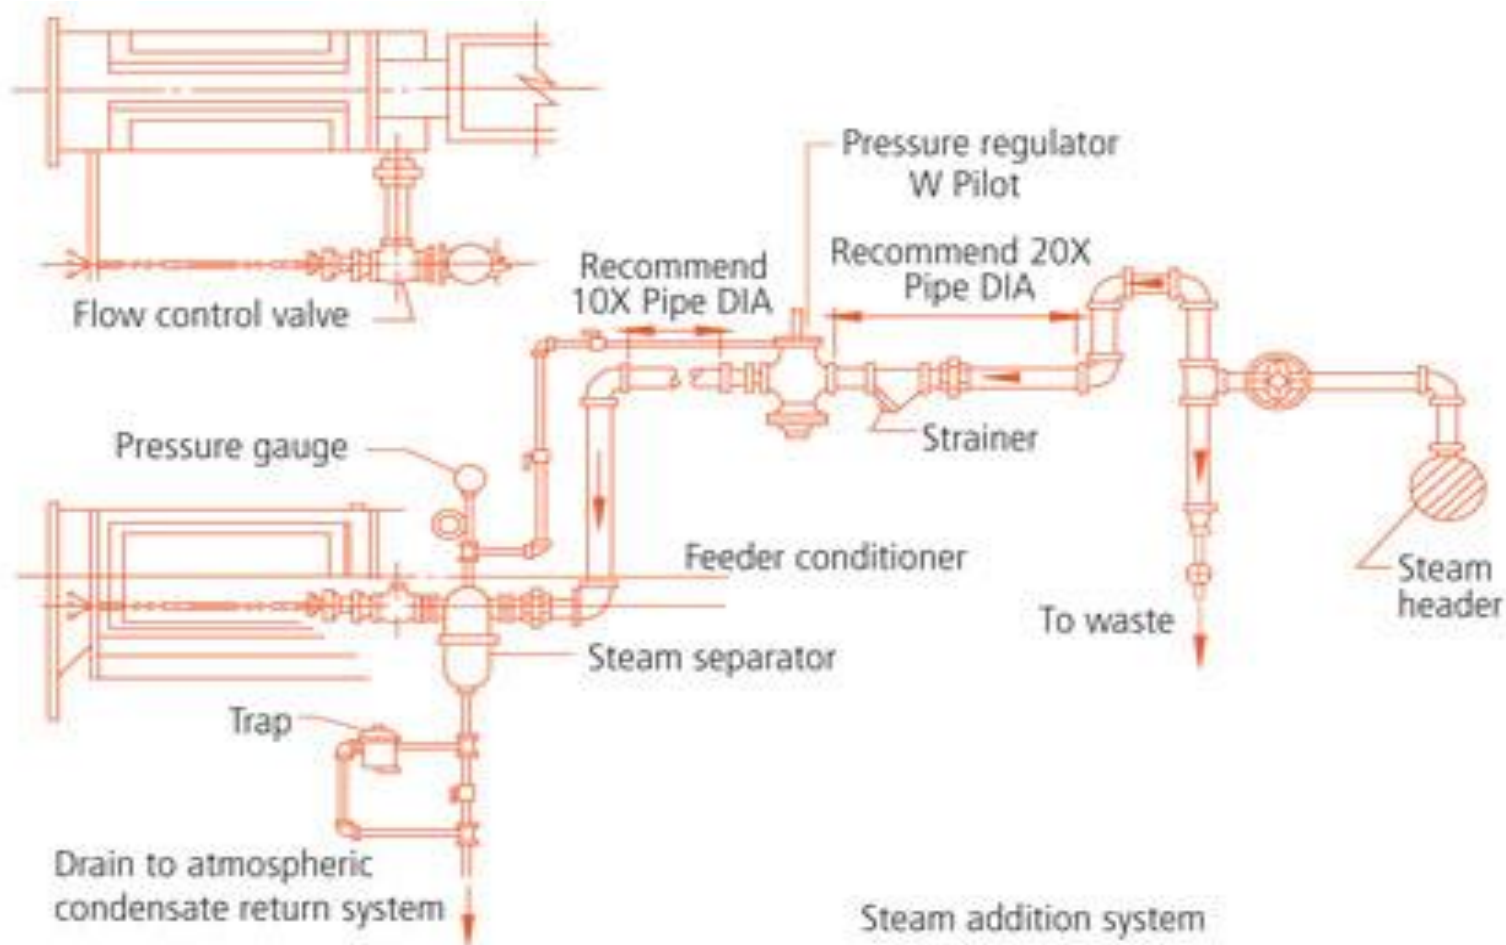 Pressure regulator
W Pilot
Recommend
10X Pipe DIA
Recommend 20X
Pipe DIA
Flow control valve
Pressure gauge
Strainer
Feeder conditioner
Steam
header
To waste
Steam separator
Trap
Drain to atmospheric
condensate return system
Steam addition system